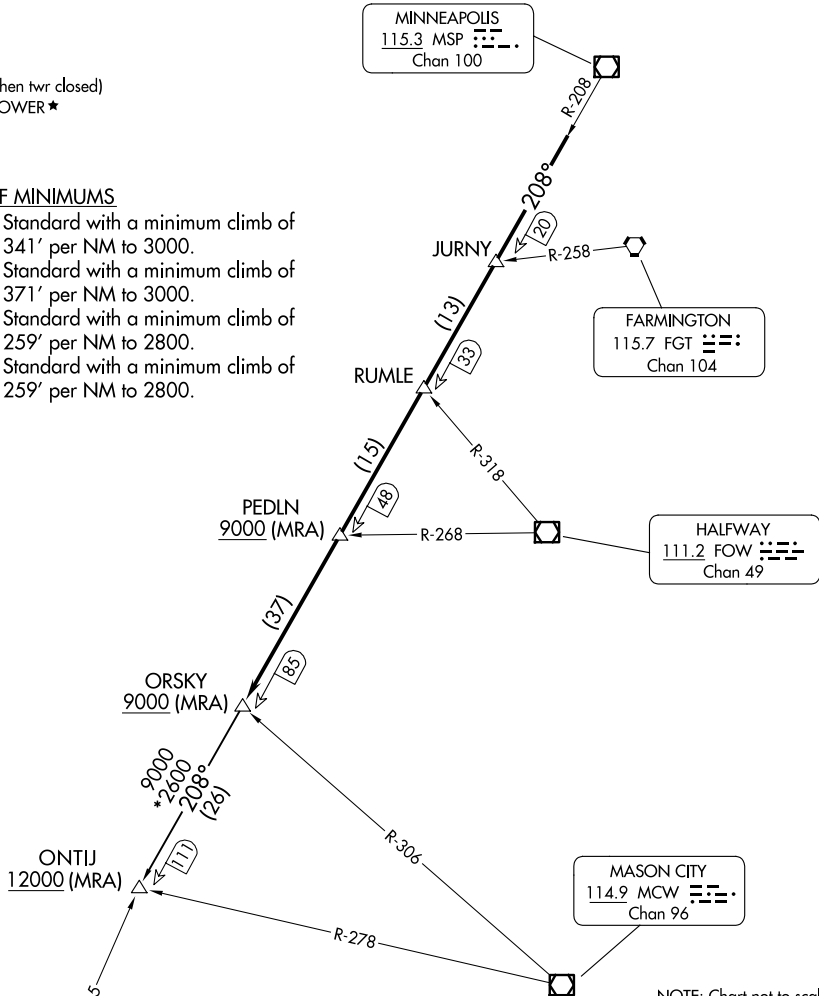 MINNEAPOLIS
115.3 MSP
Chan 100
hen twr closed)
OWER★
R-208
F MINIMUMS
208°
Standard with a minimum climb of
341' per NM to 3000.
Standard with a minimum climb of
371' per NM to 3000.
Standard with a minimum climb of
259' per NM to 2800.
Standard with a minimum climb of
259' per NM to 2800.
20
JURNY
R-258
(13)
FARMINGTON
115.7 FGT
Chan 104
33
RUMLE
(15)
R-318
48
PEDLN
9000 (MRA)
R-268
HALFWAY
111.2 FOW
Chan 49
(37)
85
ORSKY
9000 (MRA)
9000
*2600
208°
(26)
R-306
111
ONTIJ
12000 (MRA)
MASON CITY
114.9 MCW
Chan 96
R-278
5
NOTE: Chart not to scal